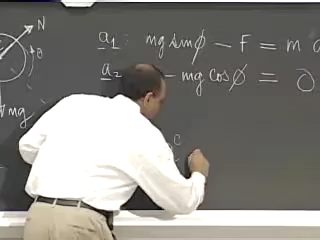 N
θ
mg
a₁: mg sin ϕ − F = m a
a₂ − mg cos ϕ = 0
C